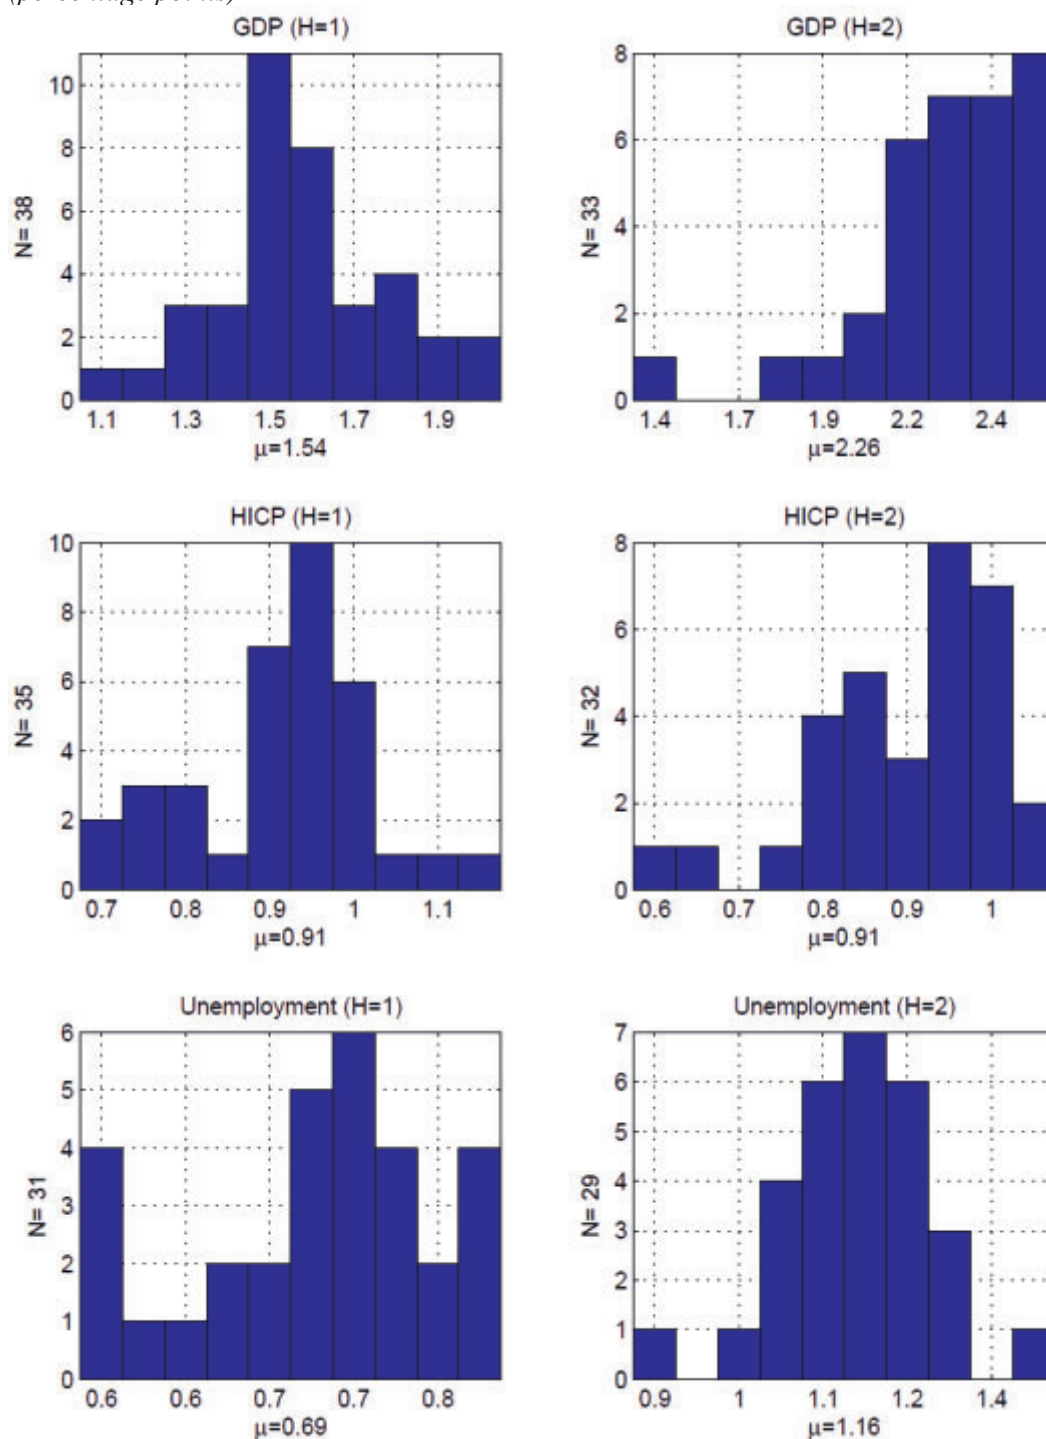 (percentage points)
GDP (H=1)
10
8
6
4
2
0
N= 38
1.1 1.3 1.5 1.7 1.9
μ=1.54
GDP (H=2)
8
6
4
2
0
N= 33
1.4 1.7 1.9 2.2 2.4
μ=2.26
HICP (H=1)
10
8
6
4
2
0
N= 35
0.7 0.8 0.9 1 1.1
μ=0.91
HICP (H=2)
8
6
4
2
0
N= 32
0.6 0.7 0.8 0.9 1
μ=0.91
Unemployment (H=1)
6
5
4
3
2
1
0
N= 31
0.6 0.6 0.7 0.7 0.8
μ=0.69
Unemployment (H=2)
7
6
5
4
3
2
1
0
N= 29
0.9 1 1.1 1.2 1.4
μ=1.16